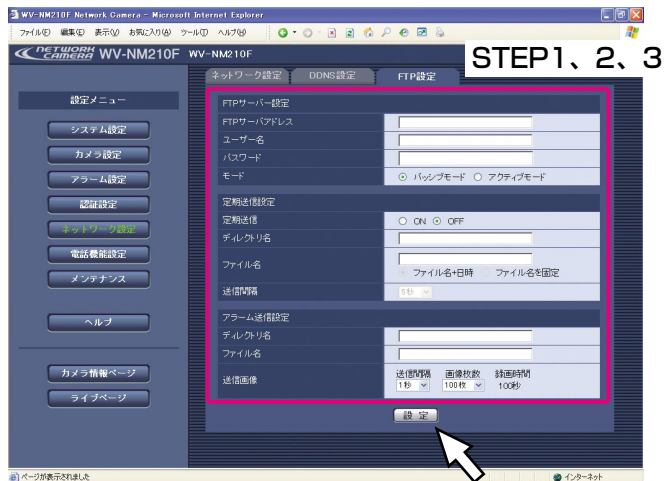 WV-NM210F Network Camera - Microsoft Internet Explorer
ファイル(F) 編集(E) 表示(V) お気に入り(A) ツール(T) ヘルプ(H)
NETWORK CAMERA WV-NM210F WV-NM210F
STEP1、2、3
ネットワーク設定 DDNS設定 FTP設定
設定メニュー
システム設定
カメラ設定
アラーム設定
認証設定
ネットワーク設定
電話機能設定
メンテナンス
ヘルプ
カメラ情報ページ
ライブページ
FTPサーバー設定
FTPサーバアドレス
ユーザー名
パスワード
モード パッシブモード アクティブモード
定期送信設定
定期送信 ON OFF
ディレクトリ名
ファイル名
ファイル名+日時 ファイル名を固定
送信間隔 5秒
アラーム送信設定
ディレクトリ名
ファイル名
送信画像
送信間隔 画像枚数 録画時間
1秒 100枚 100秒
設 定
ページが表示されました
インターネット